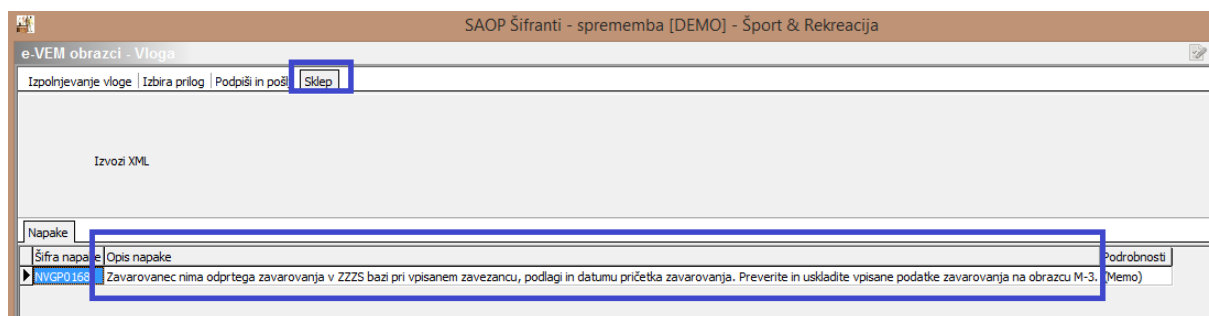 SAOP Šifranti - sprememba [DEMO] - Šport & Rekreacija
e-VEM obrazci - Vloga
Izpolnjevanje vloge Izbira prilog Podpiši in pošl Sklep
Izvozi XML
Napake
Šifra napake Opis napake Podrobnosti
NVGP0168 Zavarovanec nima odprtega zavarovanja v ZZZS bazi pri vpisanem zavezancu, podlagi in datumu pričetka zavarovanja. Preverite in uskladite vpisane podatke zavarovanja na obrazcu M-3. (Memo)